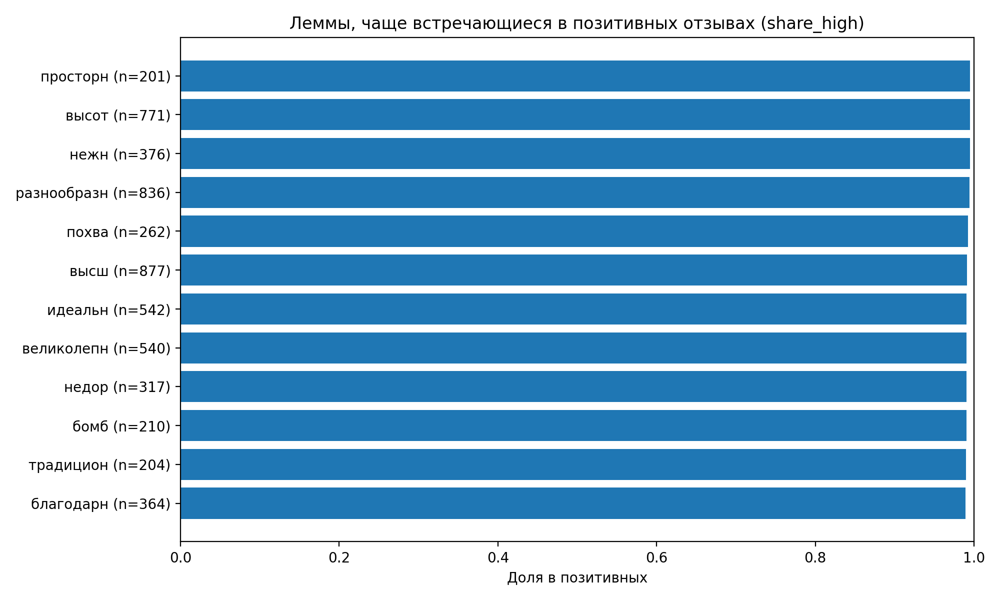 Леммы, чаще встречающиеся в позитивных отзывах (share_high)
просторн (n=201)
высот (n=771)
нежн (n=376)
разнообразн (n=836)
похва (n=262)
высш (n=877)
идеальн (n=542)
великолепн (n=540)
недор (n=317)
бомб (n=210)
традицион (n=204)
благодарн (n=364)
0.0 0.2 0.4 0.6 0.8 1.0
Доля в позитивных